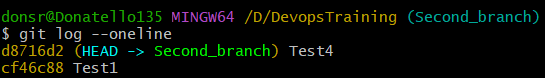 donsr@Donatello135 MINGW64 /D/DevopsTraining (Second_branch)
$ git log --oneline
d8716d2 (HEAD -> Second_branch) Test4
cf46c88 Test1